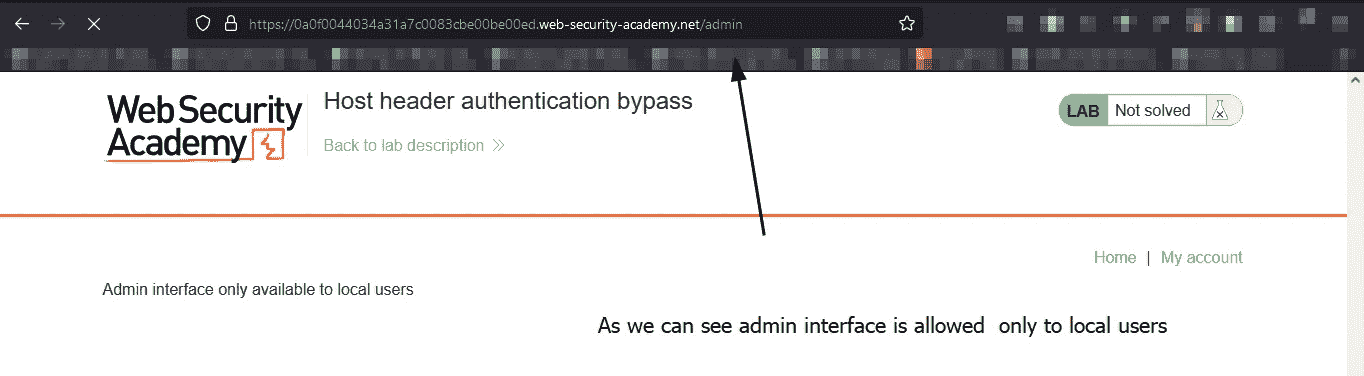 https://0a0f0044034a31a7c0083cbe00be00ed.web-security-academy.net/admin
Web Security
Academy
Host header authentication bypass
Back to lab description
LAB Not solved
Home | My account
Admin interface only available to local users
As we can see admin interface is allowed only to local users